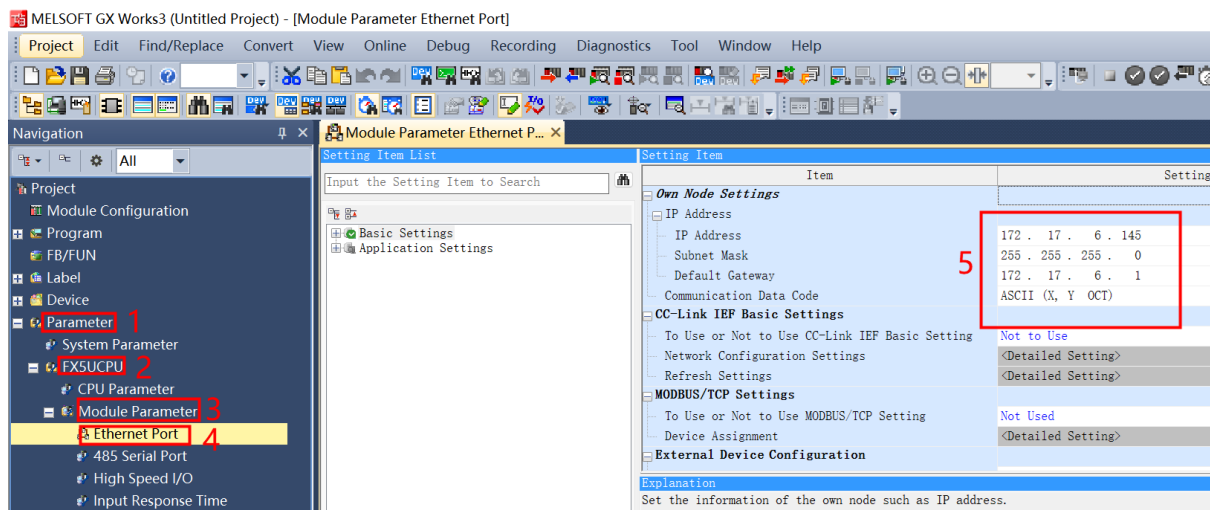 MELSOFT GX Works3 (Untitled Project) - [Module Parameter Ethernet Port]
Project Edit Find/Replace Convert View Online Debug Recording Diagnostics Tool Window Help
Navigation
All
Project
Module Configuration
Program
FB/FUN
Label
Device
Parameter 1
System Parameter
FX5UCPU 2
CPU Parameter
Module Parameter 3
Ethernet Port 4
485 Serial Port
High Speed I/O
Input Response Time
Module Parameter Ethernet P...
Setting Item List
Input the Setting Item to Search
Basic Settings
Application Settings
Setting Item
Item Setting
Own Node Settings
IP Address
5
IP Address 172 . 17 . 6 . 145
Subnet Mask 255 . 255 . 255 . 0
Default Gateway 172 . 17 . 6 . 1
Communication Data Code ASCII (X, Y OCT)
CC-Link IEF Basic Settings
To Use or Not to Use CC-Link IEF Basic Setting Not to Use
Network Configuration Settings <Detailed Setting>
Refresh Settings <Detailed Setting>
MODBUS/TCP Settings
To Use or Not to Use MODBUS/TCP Setting Not Used
Device Assignment <Detailed Setting>
External Device Configuration
Explanation
Set the information of the own node such as IP address.